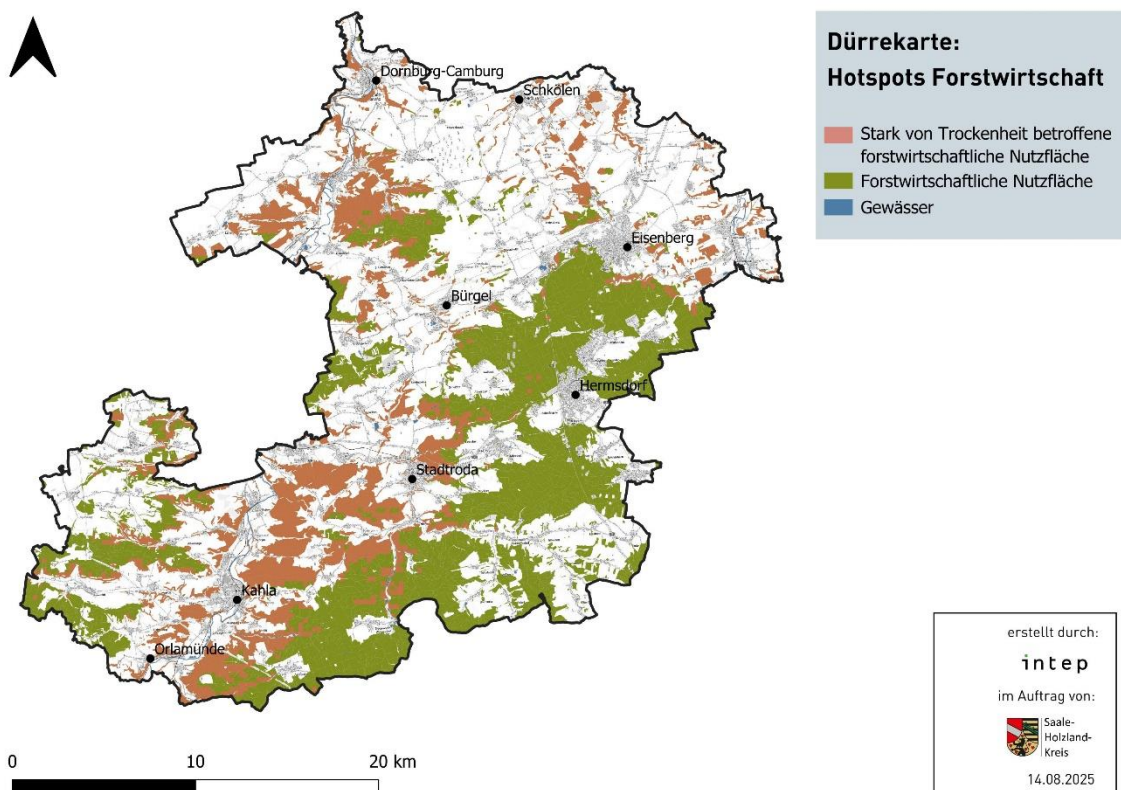 Dürrekarte:
Hotspots Forstwirtschaft
Stark von Trockenheit betroffene
forstwirtschaftliche Nutzfläche
Forstwirtschaftliche Nutzfläche
Gewässer
Dornburg-Camburg
Schkölen
Eisenberg
Bürgel
Hermsdorf
Stadtroda
Kahla
Orlamünde
0 10 20 km
erstellt durch:
intep
im Auftrag von:
Saale-
Holzland-
Kreis
14.08.2025